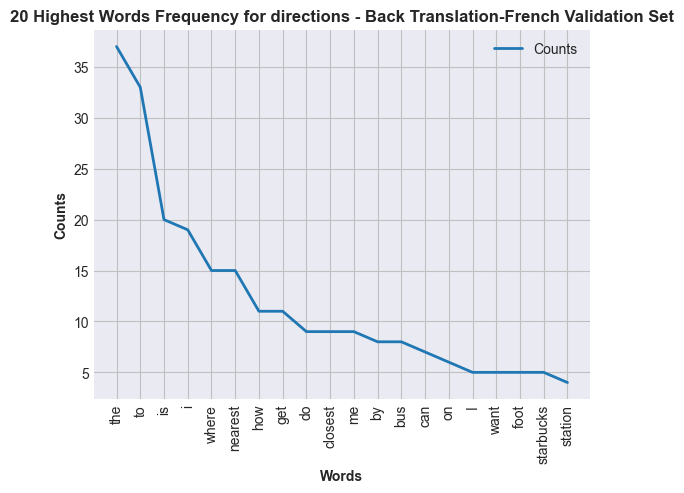 20 Highest Words Frequency for directions - Back Translation-French Validation Set
Counts
35
30
25
20
15
10
5
Counts
the
to
is
i
where
nearest
how
get
do
closest
me
by
bus
can
on
I
want
foot
starbucks
station
Words